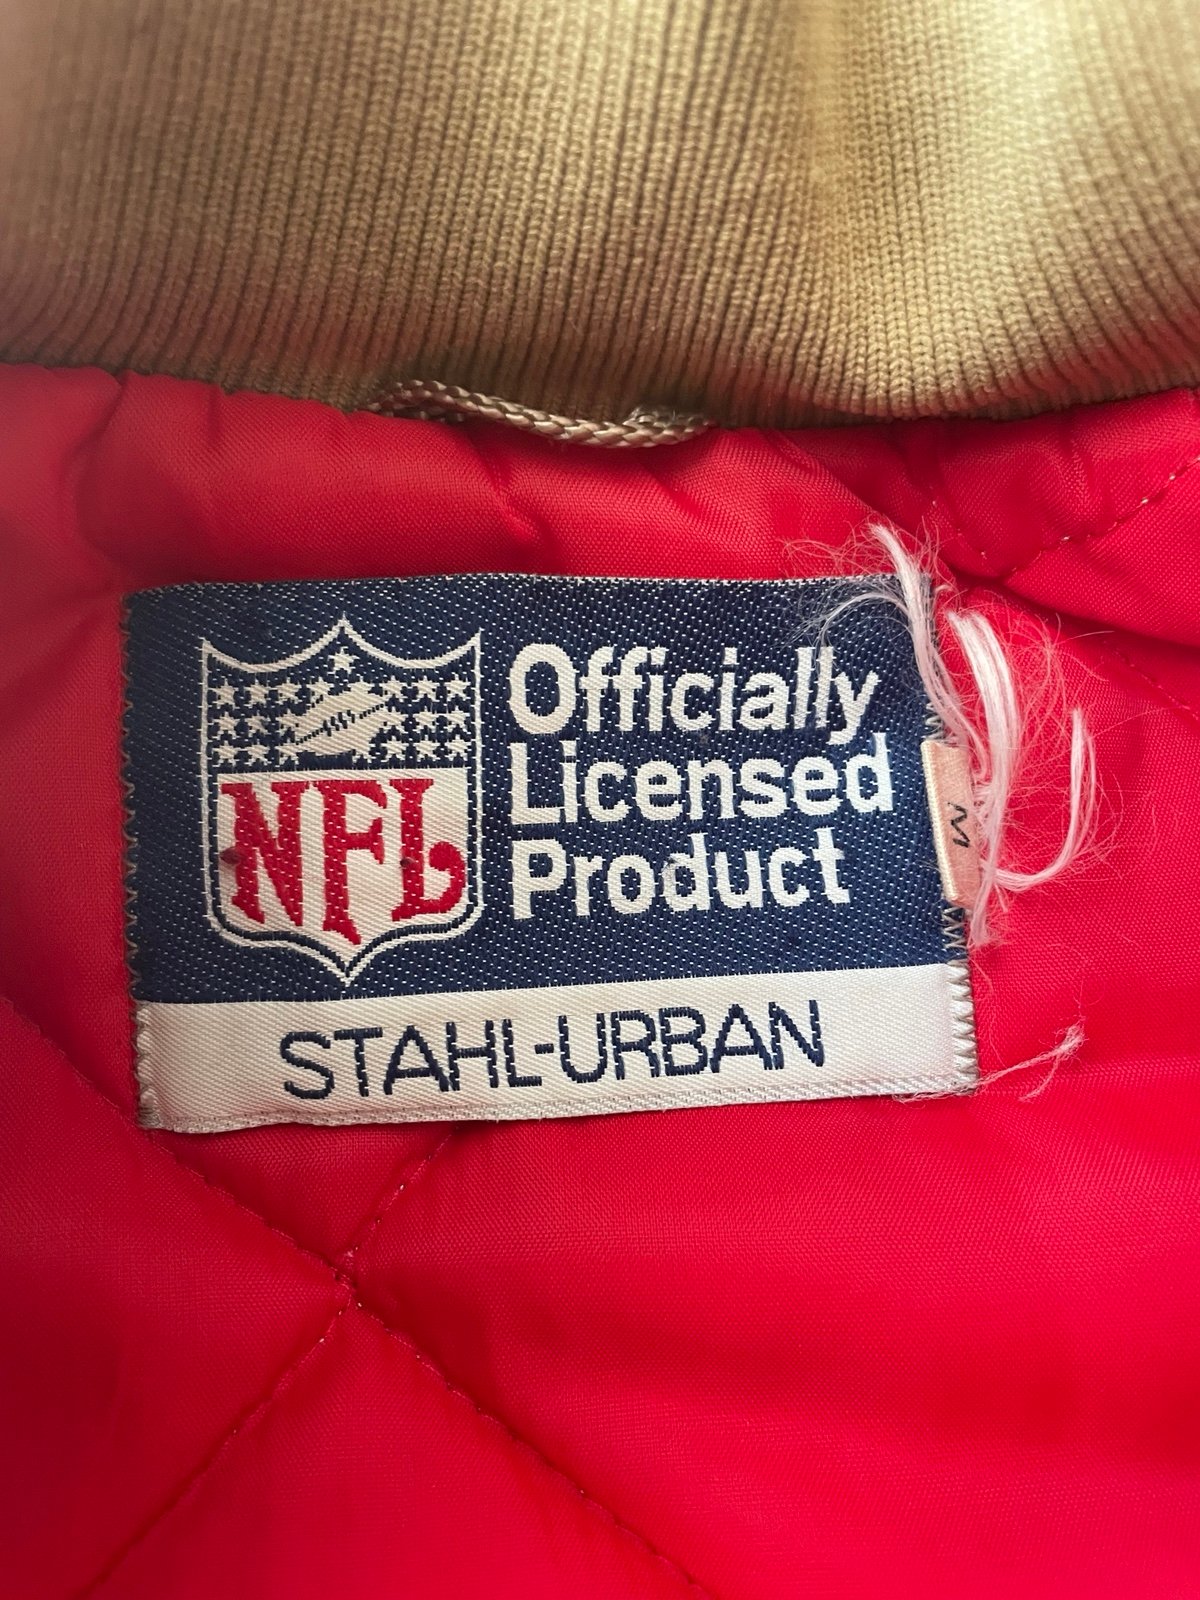 Officially
Licensed
Product
NFL
M
STAHL-URBAN